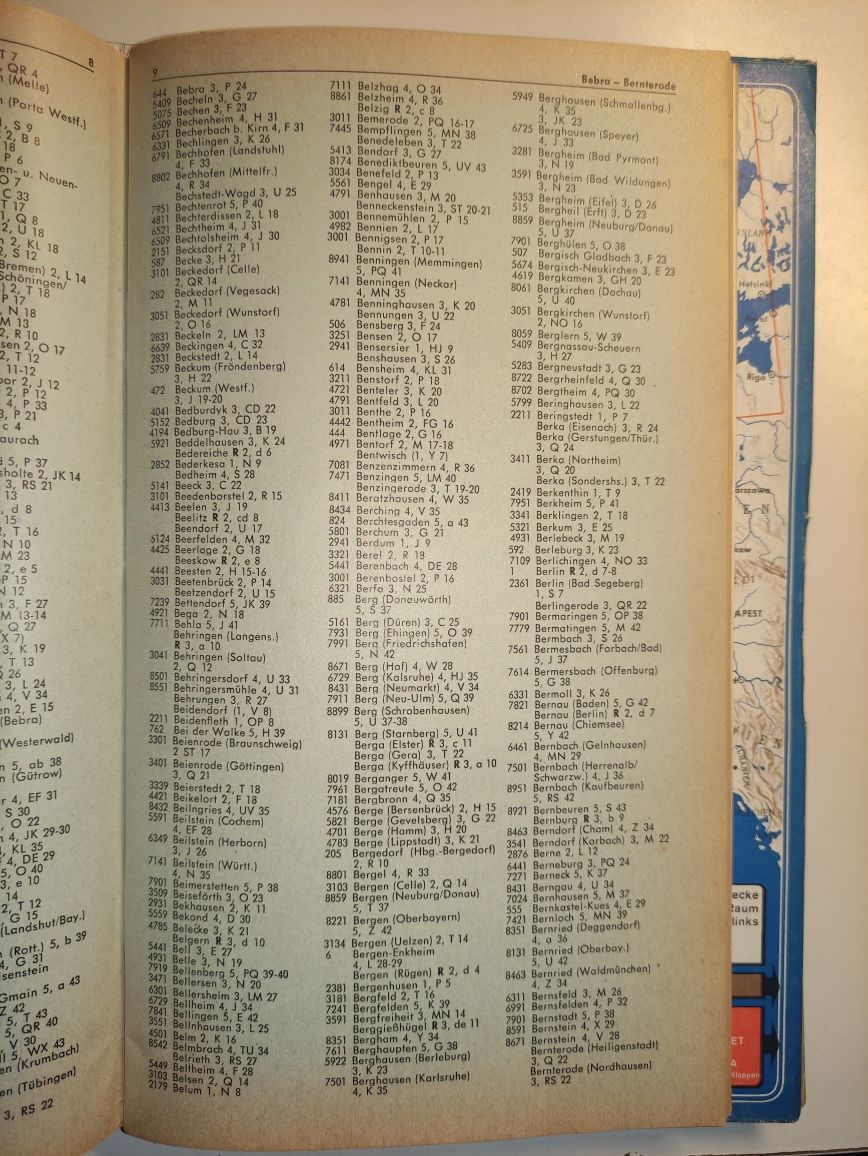 T 7
QR 4
(Melle)
(Porta Westf.)
8
9
Bebra – Bernterode
644 Bebra 3, P 24
5409 Becheln 3, G 27
5075 Bechen 3, F 23
6509 Bechenheim 4, H 31
6571 Becherbach b. Kirn 4, F 31
6331 Bechlingen 3, K 26
6791 Bechhofen (Landstuhl)
4, F 33
8802 Bechhofen (Mittelfr.)
4, R 34
Bechstedt-Wagd 3, U 25
7951 Bechtenrot 5, P 40
4811 Bechterdissen 2, L 18
6521 Bechtheim 4, J 31
6509 Bechtolsheim 4, J 30
2151 Becksdorf 2, P 11
587 Becke 3, H 21
3101 Beckedorf (Celle)
2, QR 14
282 Beckedorf (Vegesack)
2, M 11
3051 Beckedorf (Wunstorf)
2, O 16
2831 Beckeln 2, LM 13
6639 Beckingen 4, C 32
2831 Beckstedt 2, L 14
5759 Beckum (Fröndenberg)
3, H 22
472 Beckum (Westf.)
3, J 19-20
4041 Bedburdyk 3, CD 22
5152 Bedburg 3, CD 23
4194 Bedburg-Hau 3, B 19
5921 Beddelhausen 3, K 24
Bedereiche R 2, d 6
2852 Bederkesa 1, N 9
Bedheim 4, S 28
5141 Beeck 3, C 22
3101 Beedenborstel 2, R 15
4413 Beelen 3, J 19
Beelitz R 2, cd 8
Beendorf 2, U 17
6124 Beerfelden 4, M 32
4425 Beerlage 2, G 18
Beeskow R 2, e 8
4441 Beesten 2, H 15-16
3031 Beetenbrück 2, P 14
Beetzendorf 2, U 15
7239 Bettendorf 5, JK 39
4921 Bega 2, N 18
7711 Behla 5, J 41
Behringen (Langens.)
R 3, a 10
3041 Behringen (Soltau)
2, Q 12
8501 Behringersdorf 4, U 33
8551 Behringersmühle 4, U 31
Behrungen 3, R 27
Beidendorf (1, V 8)
2211 Beidenfleth 1, OP 8
762 Bei der Walke 5, H 39
3301 Beienrode (Braunschweig
2 ST 17
3401 Beienrode (Göttingen)
3, Q 21
3339 Beierstedt 2, T 18
4421 Beikelort 2, F 18
8432 Beilngries 4, UV 35
5591 Beilstein (Cochem)
4, EF 28
6349 Beilstein (Herborn)
3, J 26
7141 Beilstein (Württ.)
4, N 35
7901 Beimerstetten 5, P 38
3509 Beiseförth 3, O 23
2931 Bekhausen 2, K 11
5559 Bekond 4, D 30
4785 Belecke 3, K 21
Belgern R 3, d 10
5441 Bell 3, E 27
4931 Belle 3, N 19
7919 Bellenberg 5, PQ 39-40
3471 Bellersen 3, N 20
6301 Bellersheim 3, LM 27
6729 Bellheim 4, J 34
7841 Bellingen 5, E 42
3551 Bellnhausen 3, L 25
4501 Belm 2, K 16
8542 Belmbrach 4, TU 34
Belrieth 3, RS 27
5449 Beltheim 4, F 28
3103 Belsen 2, Q 14
2179 Belum 1, N 8
7111 Belzhag 4, O 34
8861 Belzheim 4, R 36
Belzig R 2, c 8
3011 Bemerode 2, PQ 16-17
7445 Bempflingen 5, MN 38
Benedeleben 3, T 22
5413 Bendorf 3, G 27
8174 Benediktbeuren 5, UV 43
3034 Benefeld 2, P 13
5561 Bengel 4, E 29
4791 Benhausen 3, M 20
Benneckenstein 3, ST 20-21
3001 Bennemühlen 2, P 15
4982 Bennien 2, L 17
3001 Bennigsen 2, P 17
Bennin 2, T 10-11
8941 Benningen (Memmingen)
5, PQ 41
7141 Benningen (Neckar)
4, MN 35
4781 Benninghausen 3, K 20
Bennungen 3, U 22
506 Bensberg 3, F 24
3251 Bensen 2, O 17
2941 Bensersier 1, HJ 9
Benshausen 3, S 26
614 Bensheim 4, KL 31
3211 Benstorf 2, P 18
4721 Benteler 3, K 20
4791 Bentfeld 3, L 20
3011 Benthe 2, P 16
4442 Bentheim 2, FG 16
444 Bentlage 2, G 16
4971 Bentorf 2, M 17-18
Bentwisch (1, Y 7)
7081 Benzenzimmern 4, R 36
7471 Benzingen 5, LM 40
Benzingerode 3, T 19-20
8411 Beratzhausen 4, W 35
8434 Berching 4, V 35
824 Berchtesgaden 5, a 43
5801 Berchum 3, G 21
2941 Berdum 1, J 9
3321 Berel 2, R 18
5441 Berenbach 4, DE 28
3001 Berenbostel 2, P 16
6321 Berfa 3, N 25
885 Berg (Donauwörth)
5, S 37
5161 Berg (Düren) 3, C 25
7931 Berg (Ehingen) 5, O 39
7991 Berg (Friedrichshafen)
5, N 42
8671 Berg (Hof) 4, W 28
6729 Berg (Kalsruhe) 4, HJ 35
8431 Berg (Neumarkt) 4, V 34
7911 Berg (Neu-Ulm) 5, Q 39
8899 Berg (Schrobenhausen)
5, U 37-38
8131 Berg (Starnberg) 5, U 41
Berga (Elster) R 3, c 11
Berga (Gera) 3, T 22
Berga (Kyffhäuser) R 3, a 10
8019 Berganger 5, W 41
7961 Bergatreute 5, O 42
7181 Bergbronn 4, Q 35
4576 Berge (Bersenbrück) 2, H 15
5821 Berge (Gevelsberg) 3, G 22
4701 Berge (Hamm) 3, H 20
4783 Berge (Lippstadt) 3, K 21
205 Bergedorf (Hbg.-Bergedorf)
2, R 10
8801 Bergel 4, R 33
3103 Bergen (Celle) 2, Q 14
8859 Bergen (Neuburg/Donau)
5, T 37
8221 Bergen (Oberbayern)
5, Z 42
3134 Bergen (Uelzen) 2, T 14
6 Bergen-Enkheim
4, L 28-29
Bergen (Rügen) R 2, d 4
2381 Bergenhusen 1, P 5
3181 Bergfeld 2, T 16
7241 Bergfelden 5, K 39
3591 Bergfreiheit 3, MN 14
Berggießhügel R 3, de 11
8351 Bergham 4, Y 34
7611 Berghaupten 5, G 38
5922 Berghausen (Berleburg)
3, K 23
7501 Berghausen (Karlsruhe)
4, K 35
5949 Berghausen (Schmallenbg.)
4, K 35
3, JK 23
6725 Berghausen (Speyer)
4, J 33
3281 Bergheim (Bad Pyrmont)
3, N 19
3591 Bergheim (Bad Wildungen)
3, N 23
5353 Bergheim (Eifel) 3, D 26
515 Bergheil (Erft) 3, D 23
8859 Bergheim (Neuburg/Donau)
5, U 37
7901 Berghülen 5, O 38
507 Bergisch Gladbach 3, F 23
5674 Bergisch-Neukirchen 3, E 23
4619 Bergkamen 3, GH 20
8061 Bergkirchen (Dachau)
5, U 40
3051 Bergkirchen (Wunstorf)
2, NO 16
8059 Berglern 5, W 39
5409 Bergnassau-Scheuern
3, H 27
5283 Bergneustadt 3, G 23
8722 Bergrheinfeld 4, Q 30
8702 Bergtheim 4, PQ 30
5799 Beringhausen 3, L 22
2211 Beringstedt 1, P 7
Berka (Eisenach) 3, R 24
Berka (Gerstungen/Thür.)
3, Q 24
3411 Berka (Northeim)
3, Q 20
Berka (Sondershs.) 3, T 22
2419 Berkenthin 1, T 9
7951 Berkheim 5, P 41
3341 Berklingen 2, T 18
5321 Berkum 3, E 25
4931 Berlebeck 3, M 19
592 Berleburg 3, K 23
7109 Berlichingen 4, NO 33
1 Berlin R 2, d 7-8
2361 Berlin (Bad Segeberg)
1, S 7
Berlingerode 3, QR 22
7901 Bermaringen 5, OP 38
7779 Bermatingen 5, M 42
Bermbach 3, S 26
7561 Bermesbach (Forbach/Bad)
5, J 37
7614 Bermersbach (Offenburg)
5, G 38
6331 Bermoll 3, K 26
7821 Bernau (Baden) 5, G 42
Bernau (Berlin) R 2, d 7
8214 Bernau (Chiemsee)
5, Y 42
6461 Bernbach (Gelnhausen)
4, MN 29
7501 Bernbach (Herrenalb/
Schwarzw.) 4, J 36
8951 Bernbach (Kaufbeuren)
5, RS 42
8921 Bernbeuren 5, S 43
Bernburg R 3, b 9
8463 Berndorf (Cham) 4, Z 34
3541 Berndorf (Korbach) 3, M 22
2876 Berne 2, L 12
6441 Berneburg 3, PQ 24
7271 Berneck 5, K 37
8431 Berngau 4, U 34
7024 Bernhausen 5, M 37
555 Bernkastel-Kues 4, E 29
7421 Bernloch 5, MN 39
8351 Bernried (Deggendorf)
4, a 36
8131 Bernried (Oberbay.)
5, U 42
8463 Bernried (Waldmünchen)
4, Z 34
6311 Bernsfeld 3, M 26
6991 Bernsfelden 4, P 32
7901 Bernstadt 5, P 38
8591 Bernstein 4, X 29
8671 Bernstein 4, V 28
Bernterode (Heiligenstadt)
3, Q 22
Bernterode (Nordhausen)
3, RS 22
Helsinki
Riga
APEST
ecke
Raum
links
Klappen